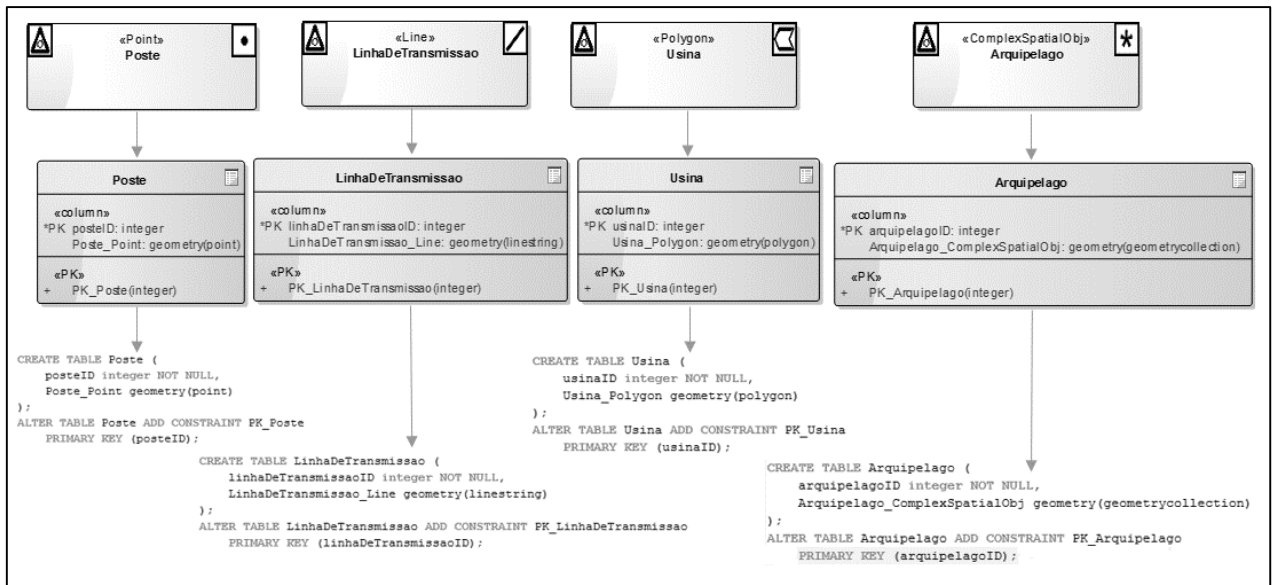 «Point»
Poste
«Line»
LinhaDeTransmissao
«Polygon»
Usina
«ComplexSpatialObj»
Arquipelago
Poste
«column»
*PK posteID: integer
Poste_Point: geometry(point)
«PK»
+ PK_Poste(integer)
LinhaDeTransmissao
«column»
*PK linhaDeTransmissaoID: integer
LinhaDeTransmissao_Line: geometry(linestring)
«PK»
+ PK_LinhaDeTransmissao(integer)
Usina
«column»
*PK usinaID: integer
Usina_Polygon: geometry(polygon)
«PK»
+ PK_Usina(integer)
Arquipelago
«column»
*PK arquipelagoID: integer
Arquipelago_ComplexSpatialObj: geometry(geometrycollection)
«PK»
+ PK_Arquipelago(integer)
CREATE TABLE Poste (
posteID integer NOT NULL,
Poste_Point geometry(point)
);
ALTER TABLE Poste ADD CONSTRAINT PK_Poste
PRIMARY KEY (posteID);
CREATE TABLE LinhaDeTransmissao (
linhaDeTransmissaoID integer NOT NULL,
LinhaDeTransmissao_Line geometry(linestring)
);
ALTER TABLE LinhaDeTransmissao ADD CONSTRAINT PK_LinhaDeTransmissao
PRIMARY KEY (linhaDeTransmissaoID);
CREATE TABLE Usina (
usinaID integer NOT NULL,
Usina_Polygon geometry(polygon)
);
ALTER TABLE Usina ADD CONSTRAINT PK_Usina
PRIMARY KEY (usinaID);
CREATE TABLE Arquipelago (
arquipelagoID integer NOT NULL,
Arquipelago_ComplexSpatialObj geometry(geometrycollection)
);
ALTER TABLE Arquipelago ADD CONSTRAINT PK_Arquipelago
PRIMARY KEY (arquipelagoID);